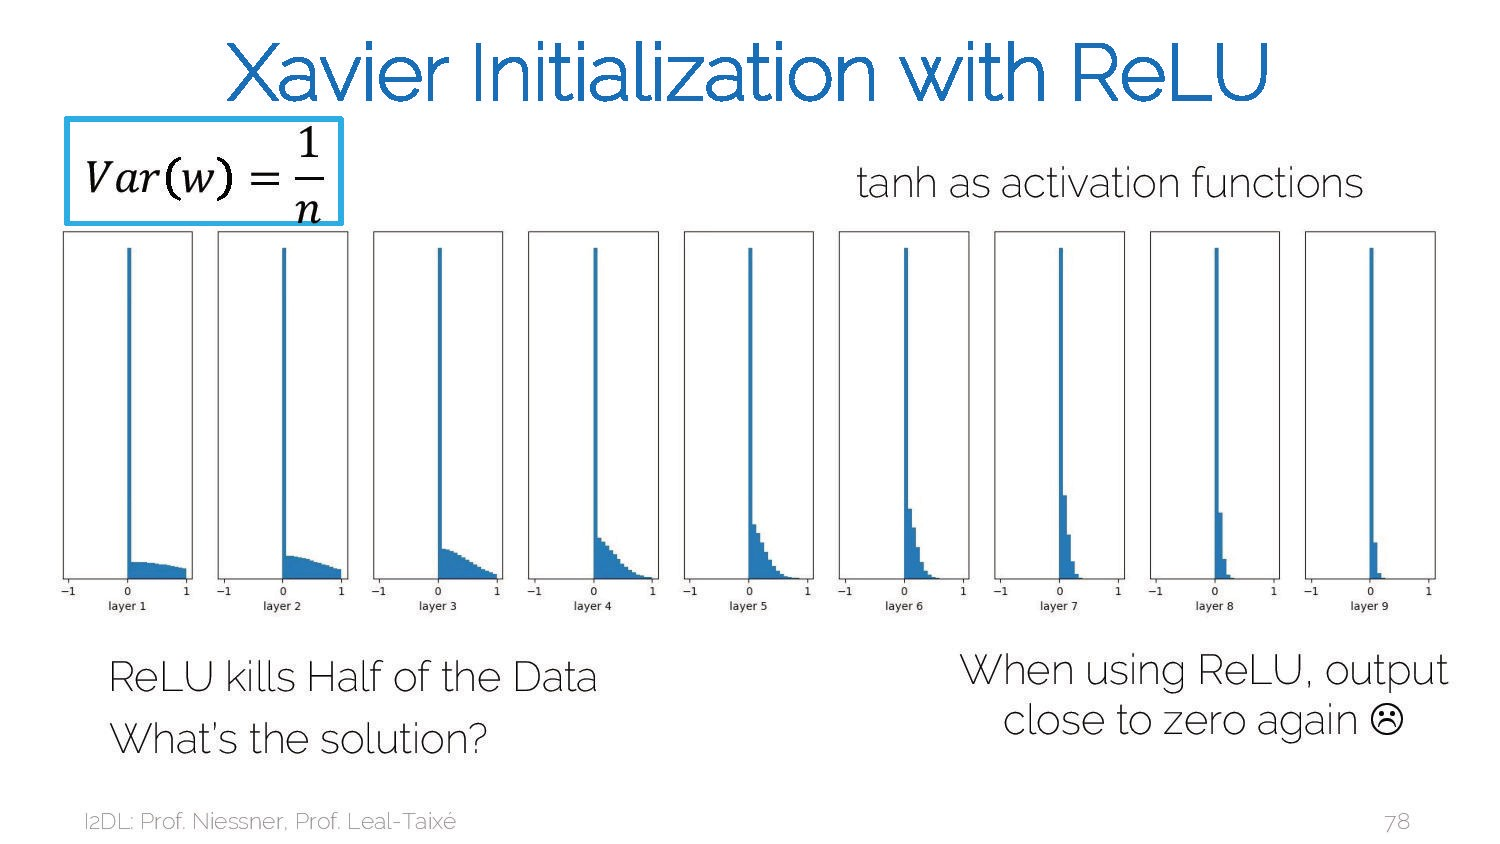 Xavier Initialization with ReLU
Var(w) = 1/n
tanh as activation functions
−1 0 1
layer 1
−1 0 1
layer 2
−1 0 1
layer 3
−1 0 1
layer 4
−1 0 1
layer 5
−1 0 1
layer 6
−1 0 1
layer 7
−1 0 1
layer 8
−1 0 1
layer 9
ReLU kills Half of the Data
What's the solution?
When using ReLU, output
close to zero again ☹
I2DL: Prof. Niessner, Prof. Leal-Taixé
78